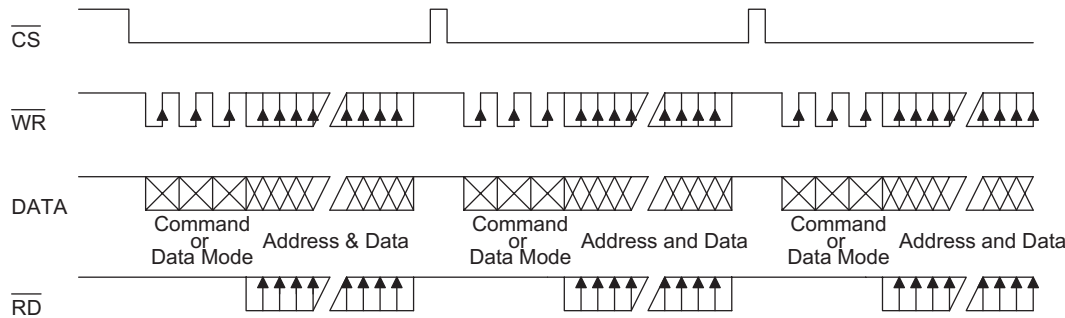 CS
WR
DATA
Command
or
Data Mode
Address & Data
Command
or
Data Mode
Address and Data
Command
or
Data Mode
Address and Data
RD